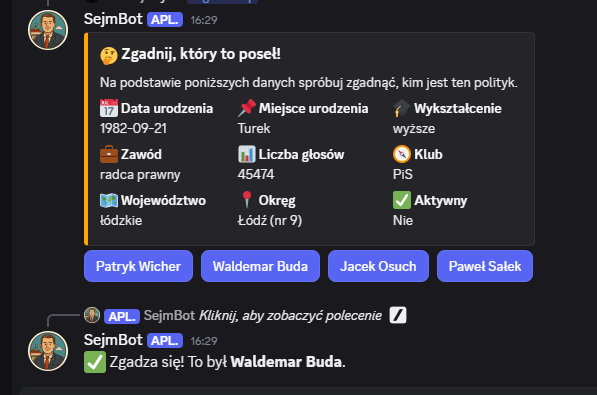 SejmBot APL. 16:29
Zgadnij, który to poseł!
Na podstawie poniższych danych spróbuj zgadnąć, kim jest ten polityk.
Data urodzenia Miejsce urodzenia Wykształcenie
1982-09-21 Turek wyższe
Zawód Liczba głosów Klub
radca prawny 45474 PiS
Województwo Okręg Aktywny
łódzkie Łódź (nr 9) Nie
Patryk Wicher Waldemar Buda Jacek Osuch Paweł Sałek
APL. SejmBot Kliknij, aby zobaczyć polecenie
SejmBot APL. 16:29
Zgadza się! To był Waldemar Buda.